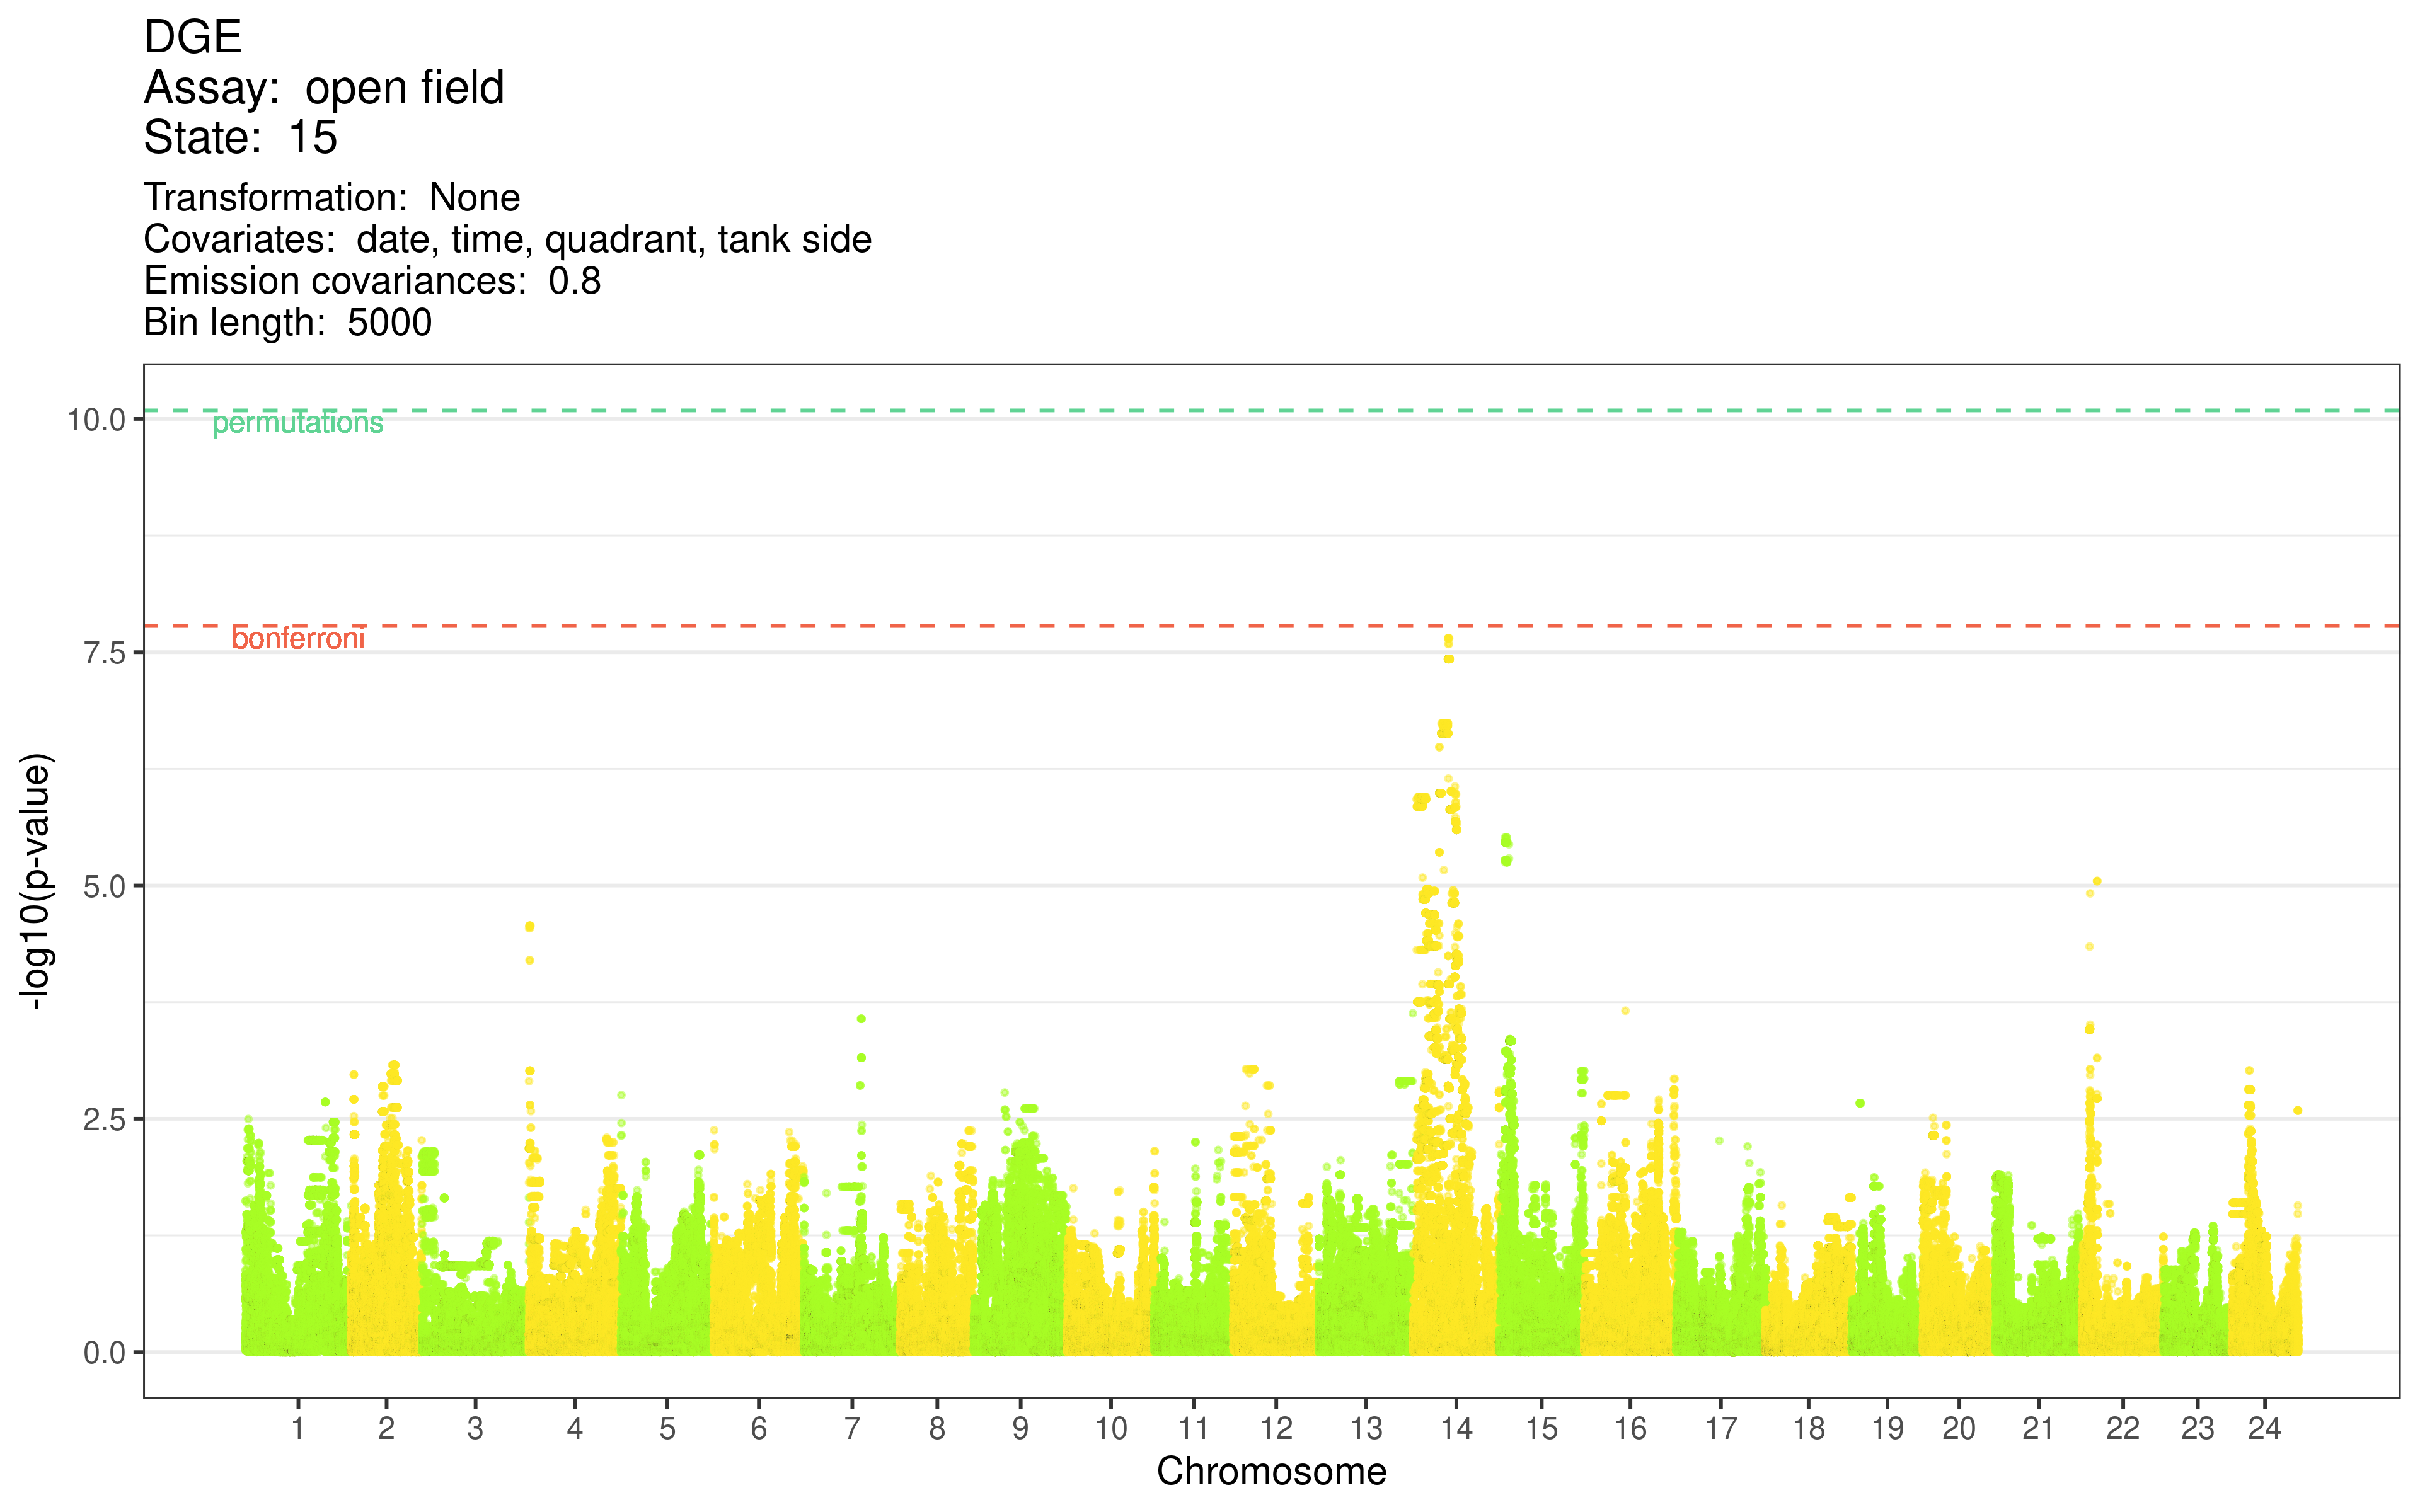 DGE
Assay:  open field
State:  15
Transformation:  None
Covariates:  date, time, quadrant, tank side
Emission covariances:  0.8
Bin length:  5000
10.0
permutations
bonferroni
7.5
5.0
2.5
0.0
-log10(p-value)
1 2 3 4 5 6 7 8 9 10 11 12 13 14 15 16 17 18 19 20 21 22 23 24
Chromosome